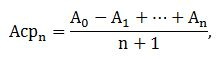 Acp_n = (A_0 − A_1 + ⋯ + A_n) / (n + 1),